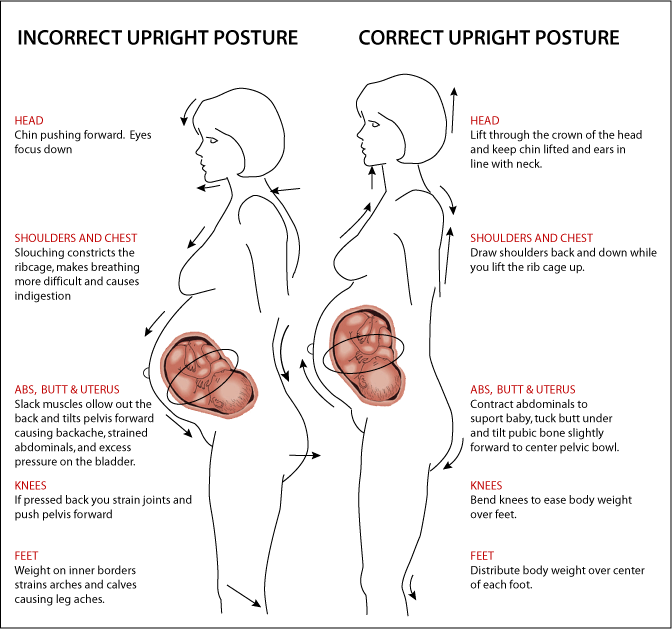 INCORRECT UPRIGHT POSTURE
HEAD
Chin pushing forward. Eyes
focus down
SHOULDERS AND CHEST
Slouching constricts the
ribcage, makes breathing
more difficult and causes
indigestion
ABS, BUTT & UTERUS
Slack muscles ollow out the
back and tilts pelvis forward
causing backache, strained
abdominals, and excess
pressure on the bladder.
KNEES
If pressed back you strain joints and
push pelvis forward
FEET
Weight on inner borders
strains arches and calves
causing leg aches.
CORRECT UPRIGHT POSTURE
HEAD
Lift through the crown of the head
and keep chin lifted and ears in
line with neck.
SHOULDERS AND CHEST
Draw shoulders back and down while
you lift the rib cage up.
ABS, BUTT & UTERUS
Contract abdominals to
suport baby, tuck butt under
and tilt pubic bone slightly
forward to center pelvic bowl.
KNEES
Bend knees to ease body weight
over feet.
FEET
Distribute body weight over center
of each foot.